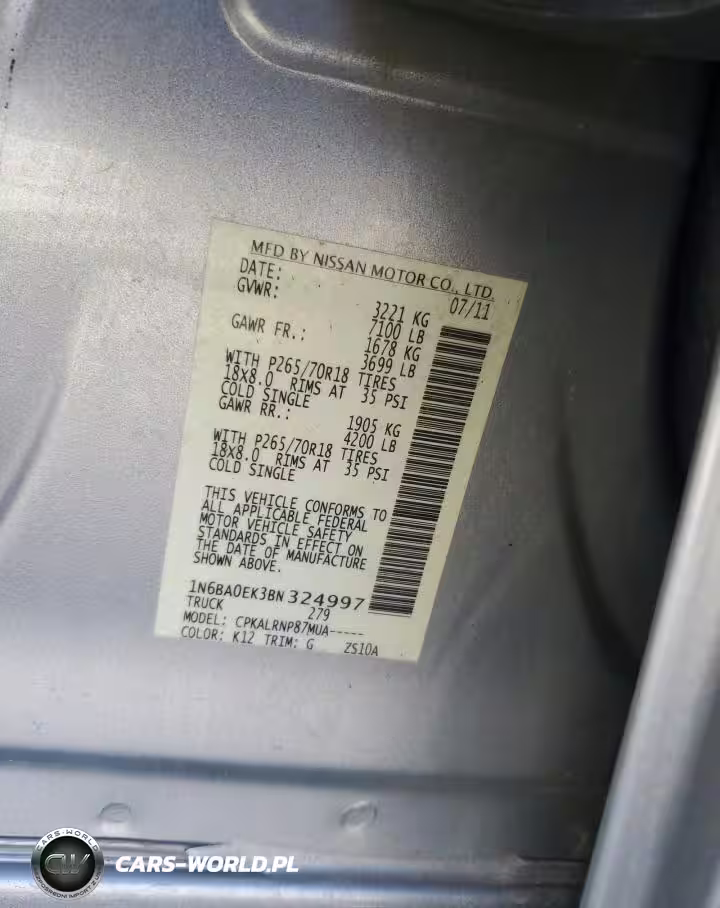 MFD BY NISSAN MOTOR CO., LTD.
DATE: 07/11
GVWR: 3221 KG
7100 LB
GAWR FR.: 1678 KG
3699 LB
WITH P265/70R18 TIRES
18X8.0 RIMS AT 35 PSI
COLD SINGLE
GAWR RR.: 1905 KG
4200 LB
WITH P265/70R18 TIRES
18X8.0 RIMS AT 35 PSI
COLD SINGLE
THIS VEHICLE CONFORMS TO
ALL APPLICABLE FEDERAL
MOTOR VEHICLE SAFETY
STANDARDS IN EFFECT ON
THE DATE OF MANUFACTURE
SHOWN ABOVE.
1N6BA0EK3BN324997
TRUCK 279
MODEL: CPKALRNP87MUA-----
COLOR: K12 TRIM: G ZS10A
CARS-WORLD
CW
CARS-WORLD.PL